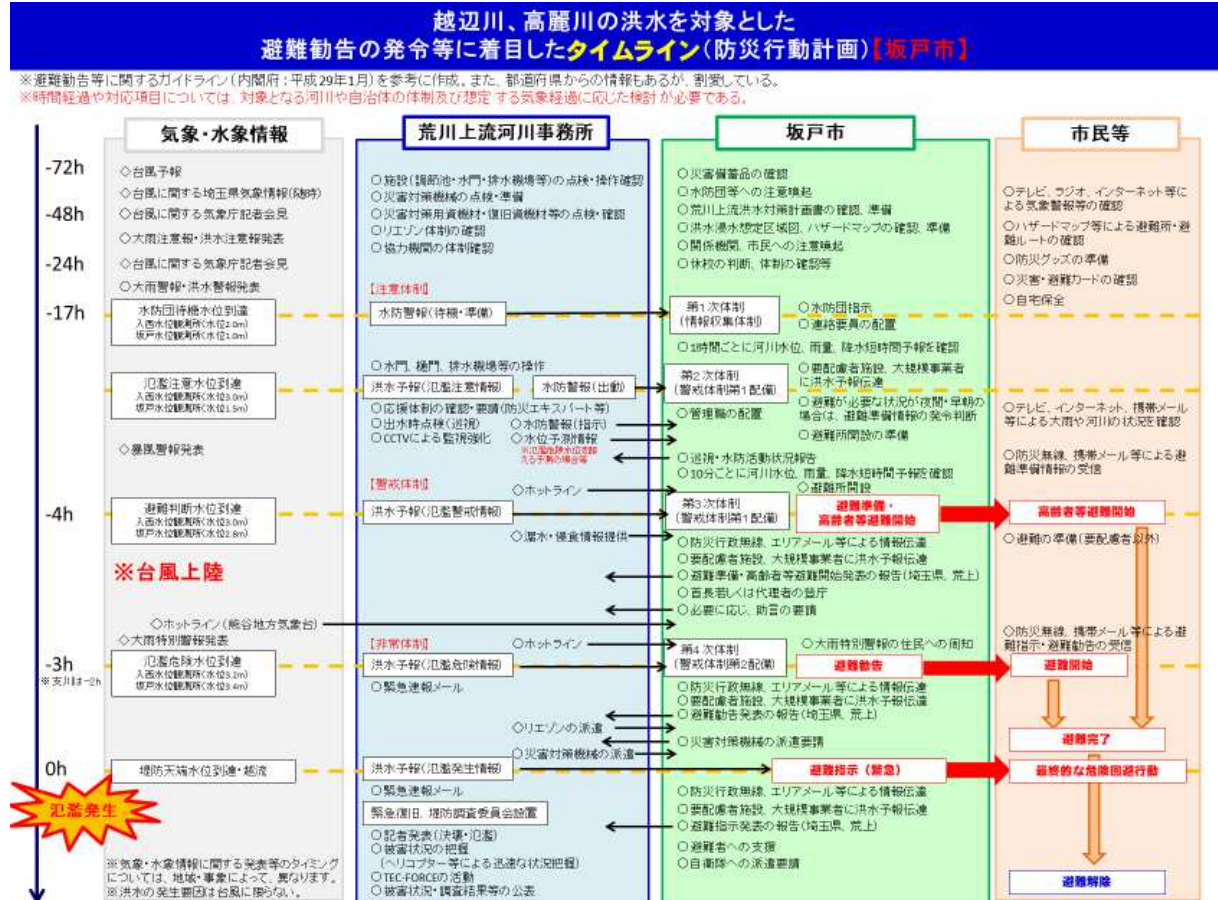 越辺川、高麗川の洪水を対象とした
避難勧告の発令等に着目したタイムライン(防災行動計画)【坂戸市】
※避難勧告等に関するガイドライン(内閣府:平成29年1月)を参考に作成。また、都道府県からの情報もあるが、割愛している。
※時間経過や対応項目については、対象となる河川や自治体の体制及び想定する気象経過に応じた検討が必要である。
気象・水象情報
荒川上流河川事務所
坂戸市
市民等
-72h
-48h
-24h
-17h
-4h
-3h
※支川は-2h
0h
氾濫発生
◇台風予報
◇台風に関する埼玉県気象情報(随時)
◇台風に関する気象庁記者会見
◇大雨注意報・洪水注意報発表
◇台風に関する気象庁記者会見
◇大雨警報・洪水警報発表
水防団待機水位到達
入西水位観測所(水位2.0m)
坂戸水位観測所(水位1.0m)
氾濫注意水位到達
入西水位観測所(水位3.0m)
坂戸水位観測所(水位1.5m)
◇暴風警報発表
避難判断水位到達
入西水位観測所(水位3.0m)
坂戸水位観測所(水位2.8m)
※台風上陸
◇ホットライン(熊谷地方気象台)
◇大雨特別警報発表
氾濫危険水位到達
入西水位観測所(水位3.2m)
坂戸水位観測所(水位3.4m)
堤防天端水位到達・越流
※気象・水象情報に関する発表等のタイミング
については、地域・事象によって、異なります。
※洪水の発生要因は台風に限らない。
○施設(調節池・水門・排水機場等)の点検・操作確認
○災害対策機械の点検・準備
○災害対策用資機材・復旧資機材等の点検・確認
○リエゾン体制の確認
○協力機関の体制確認
【注意体制】
水防警報(待機・準備)
○水門、樋門、排水機場等の操作
洪水予報(氾濫注意情報)
水防警報(出動)
○応援体制の確認・要請(防災エキスパート等)
○出水時点検(巡視)
○水防警報(指示)
○CCTVによる監視強化
○水位予測情報
※氾濫危険水位を超
える予測の場合等
【警戒体制】
○ホットライン
洪水予報(氾濫警戒情報)
○漏水・侵食情報提供
【非常体制】
○ホットライン
洪水予報(氾濫危険情報)
○緊急速報メール
○リエゾンの派遣
○災害対策機械の派遣
洪水予報(氾濫発生情報)
○緊急速報メール
緊急復旧、堤防調査委員会設置
○記者発表(決壊・氾濫)
○被害状況の把握
(ヘリコプター等による迅速な状況把握)
○TEC-FORCEの活動
○被害状況・調査結果等の公表
○災害備蓄品の確認
○水防団等への注意喚起
○荒川上流洪水対策計画書の確認、準備
○洪水浸水想定区域図、ハザードマップの確認、準備
○関係機関、市民への注意喚起
○休校の判断、体制の確認等
第1次体制
(情報収集体制)
○水防団指示
○連絡要員の配置
○1時間ごとに河川水位、雨量、降水短時間予報を確認
第2次体制
(警戒体制第1配備)
○要配慮者施設、大規模事業者
に洪水予報伝達
○管理職の配置
○避難が必要な状況が夜間・早朝の
場合は、避難準備情報の発令判断
○避難所開設の準備
○巡視・水防活動状況報告
○10分ごとに河川水位、雨量、降水短時間予報を確認
○避難所開設
第3次体制
(警戒体制第1配備)
避難準備・
高齢者等避難開始
○防災行政無線、エリアメール等による情報伝達
○要配慮者施設、大規模事業者に洪水予報伝達
○避難準備・高齢者等避難開始発表の報告(埼玉県、荒上)
○首長若しくは代理者の登庁
○必要に応じ、助言の要請
第4次体制
(警戒体制第2配備)
○大雨特別警報の住民への周知
避難勧告
○防災行政無線、エリアメール等による情報伝達
○要配慮者施設、大規模事業者に洪水予報伝達
○避難勧告発表の報告(埼玉県、荒上)
○災害対策機械の派遣要請
避難指示(緊急)
○防災行政無線、エリアメール等による情報伝達
○要配慮者施設、大規模事業者に洪水予報伝達
○避難指示発表の報告(埼玉県、荒上)
○避難者への支援
○自衛隊への派遣要請
○テレビ、ラジオ、インターネット等に
よる気象警報等の確認
○ハザードマップ等による避難所・避
難ルートの確認
○防災グッズの準備
○災害・避難カードの確認
○自宅保全
○テレビ、インターネット、携帯メール
等による大雨や河川の状況を確認
○防災無線、携帯メール等による避
難準備情報の受信
高齢者等避難開始
○避難の準備(要配慮者以外)
○防災無線、携帯メール等による避
難指示・避難勧告の受信
避難開始
避難完了
最終的な危険回避行動
避難解除